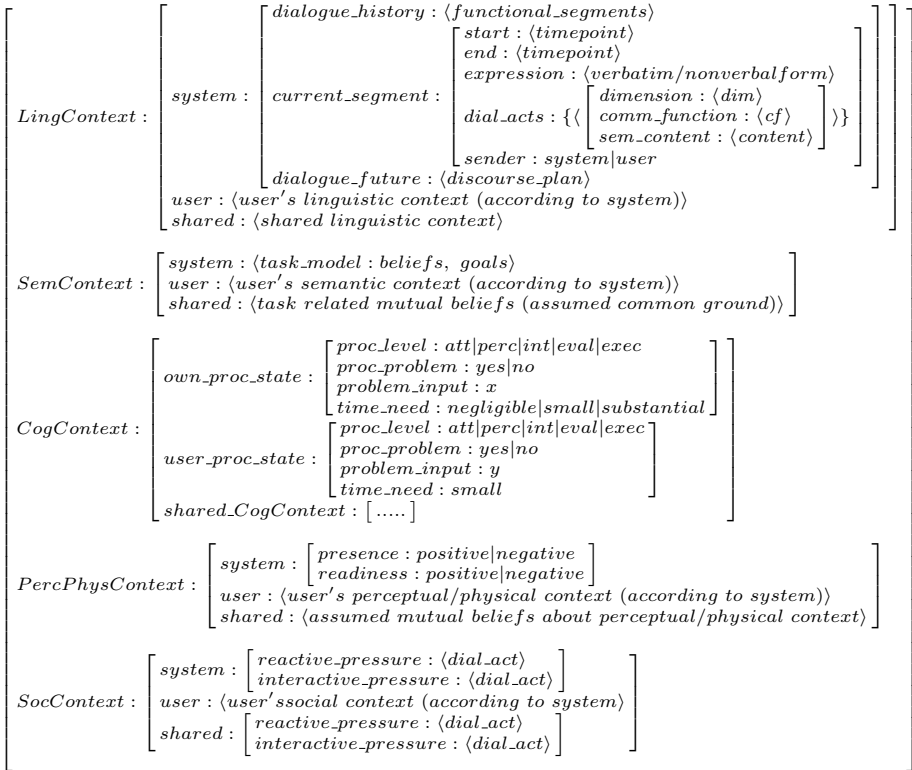 dialogue_history : ⟨functional_segments⟩
start : ⟨timepoint⟩
end : ⟨timepoint⟩
expression : ⟨verbatim/nonverbalform⟩
LingContext : system : current_segment : dial_acts : {⟨ dimension : ⟨dim⟩
comm_function : ⟨cf⟩
sem_content : ⟨content⟩ ⟩}
sender : system|user
dialogue_future : ⟨discourse_plan⟩
user : ⟨user's linguistic context (according to system)⟩
shared : ⟨shared linguistic context⟩
SemContext : system : ⟨task_model : beliefs, goals⟩
user : ⟨user's semantic context (according to system)⟩
shared : ⟨task related mutual beliefs (assumed common ground)⟩
CogContext : own_proc_state : proc_level : att|perc|int|eval|exec
proc_problem : yes|no
problem_input : x
time_need : negligible|small|substantial
user_proc_state : proc_level : att|perc|int|eval|exec
proc_problem : yes|no
problem_input : y
time_need : small
shared_CogContext : [ ..... ]
PercPhysContext : system : presence : positive|negative
readiness : positive|negative
user : ⟨user's perceptual/physical context (according to system)⟩
shared : ⟨assumed mutual beliefs about perceptual/physical context⟩
SocContext : system : reactive_pressure : ⟨dial_act⟩
interactive_pressure : ⟨dial_act⟩
user : ⟨user'ssocial context (according to system⟩
shared : reactive_pressure : ⟨dial_act⟩
interactive_pressure : ⟨dial_act⟩